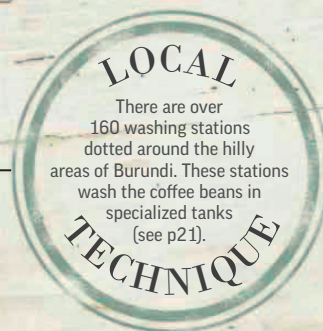 LOCAL
There are over
160 washing stations
dotted around the hilly
areas of Burundi. These stations
wash the coffee beans in
specialized tanks
(see p21).
TECHNIQUE